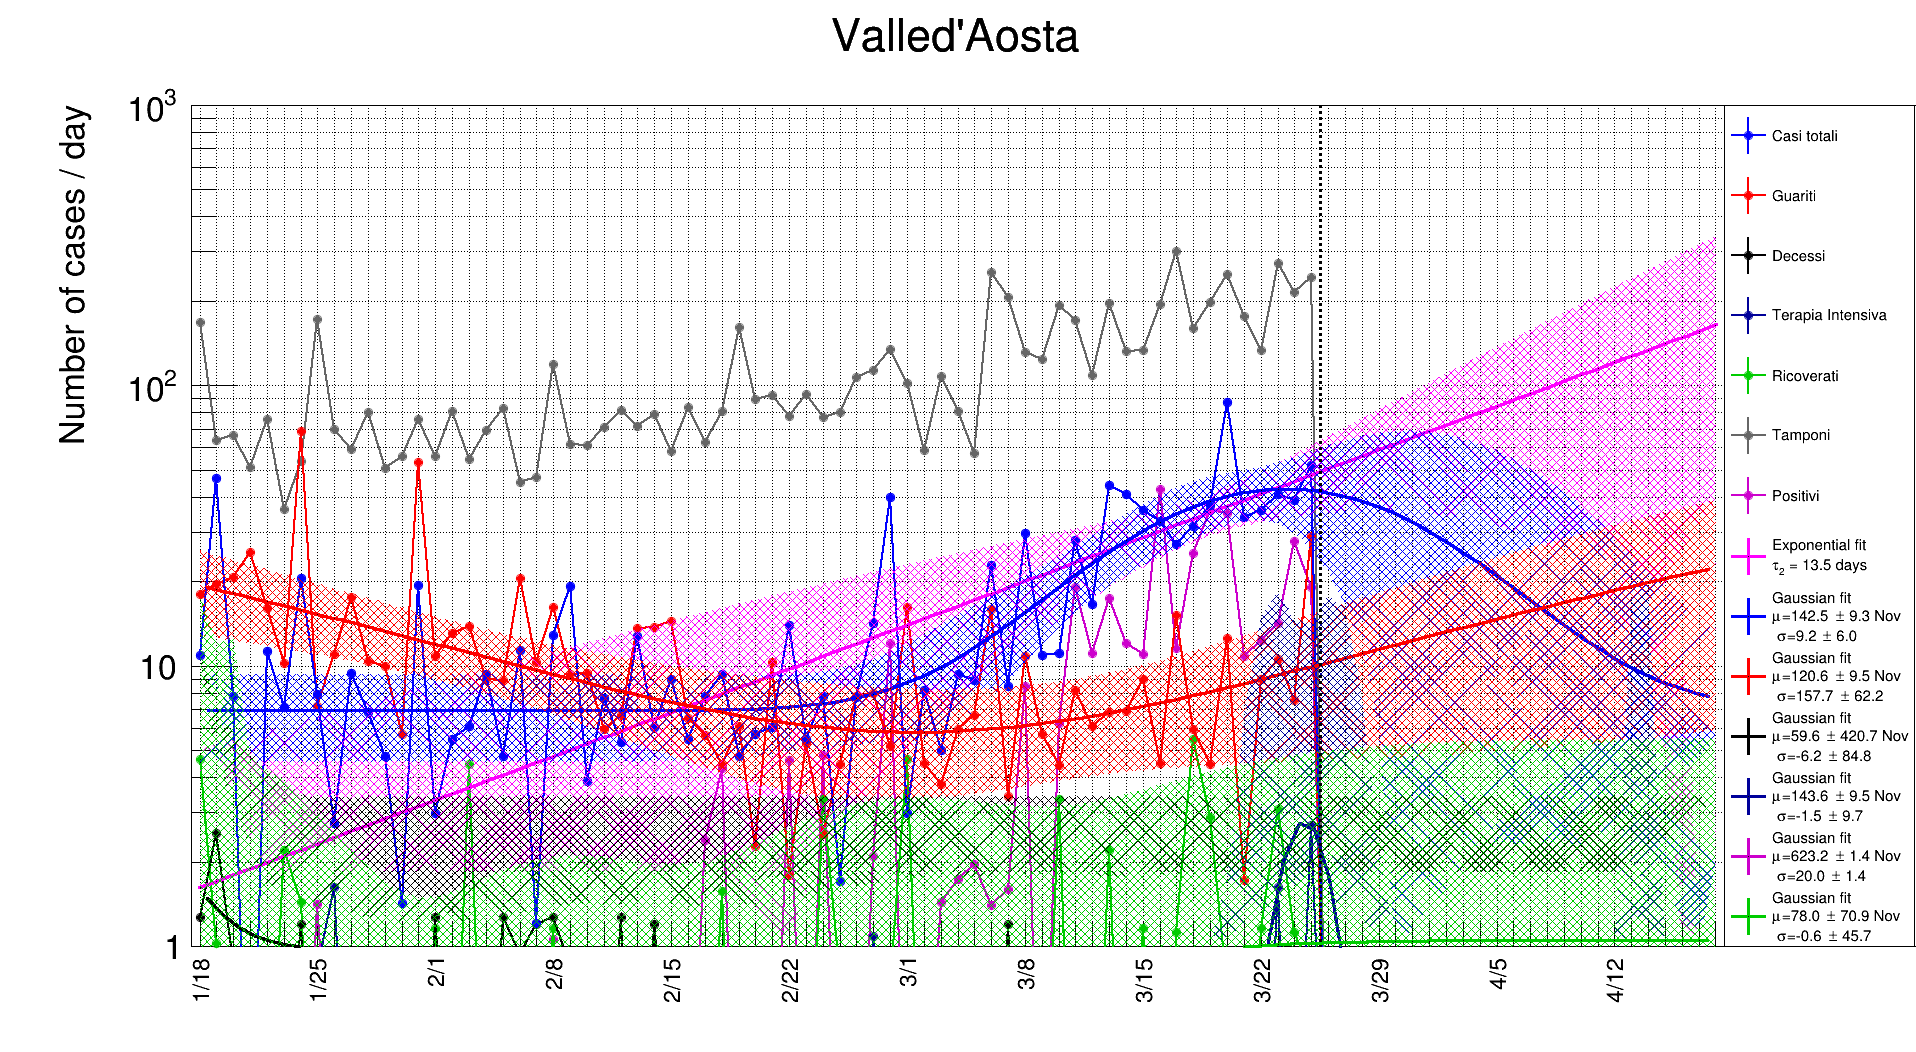 Valled'Aosta
Number of cases / day
10³
10²
10
1
1/18
1/25
2/1
2/8
2/15
2/22
3/1
3/8
3/15
3/22
3/29
4/5
4/12
Casi totali
Guariti
Decessi
Terapia Intensiva
Ricoverati
Tamponi
Positivi
Exponential fit
τ₂ = 13.5 days
Gaussian fit
μ=142.5 ± 9.3 Nov
σ=9.2 ± 6.0
Gaussian fit
μ=120.6 ± 9.5 Nov
σ=157.7 ± 62.2
Gaussian fit
μ=59.6 ± 420.7 Nov
σ=-6.2 ± 84.8
Gaussian fit
μ=143.6 ± 9.5 Nov
σ=-1.5 ± 9.7
Gaussian fit
μ=623.2 ± 1.4 Nov
σ=20.0 ± 1.4
Gaussian fit
μ=78.0 ± 70.9 Nov
σ=-0.6 ± 45.7